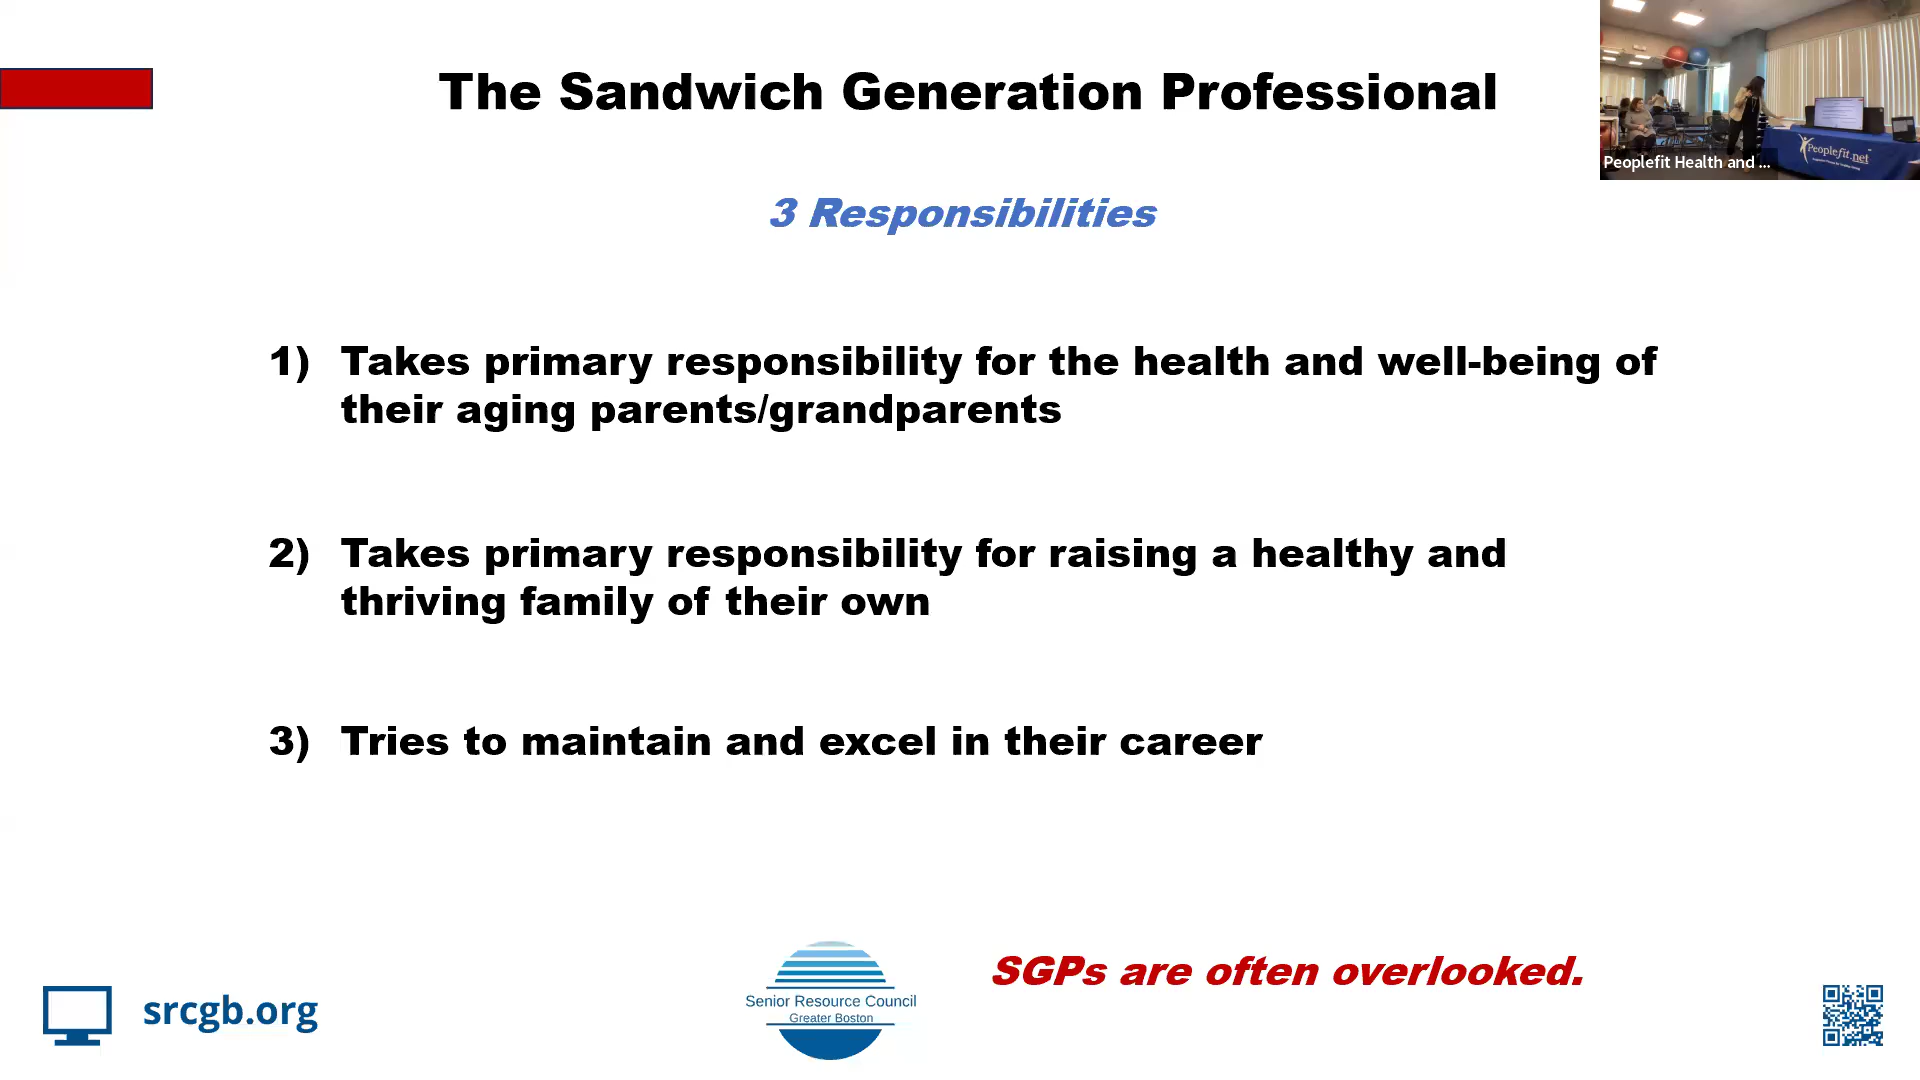 The Sandwich Generation Professional
Peoplefit Health and ...
Peoplefit.net
3 Responsibilities
1) Takes primary responsibility for the health and well-being of
their aging parents/grandparents
2) Takes primary responsibility for raising a healthy and
thriving family of their own
3) Tries to maintain and excel in their career
SGPs are often overlooked.
srcgb.org
Senior Resource Council
Greater Boston